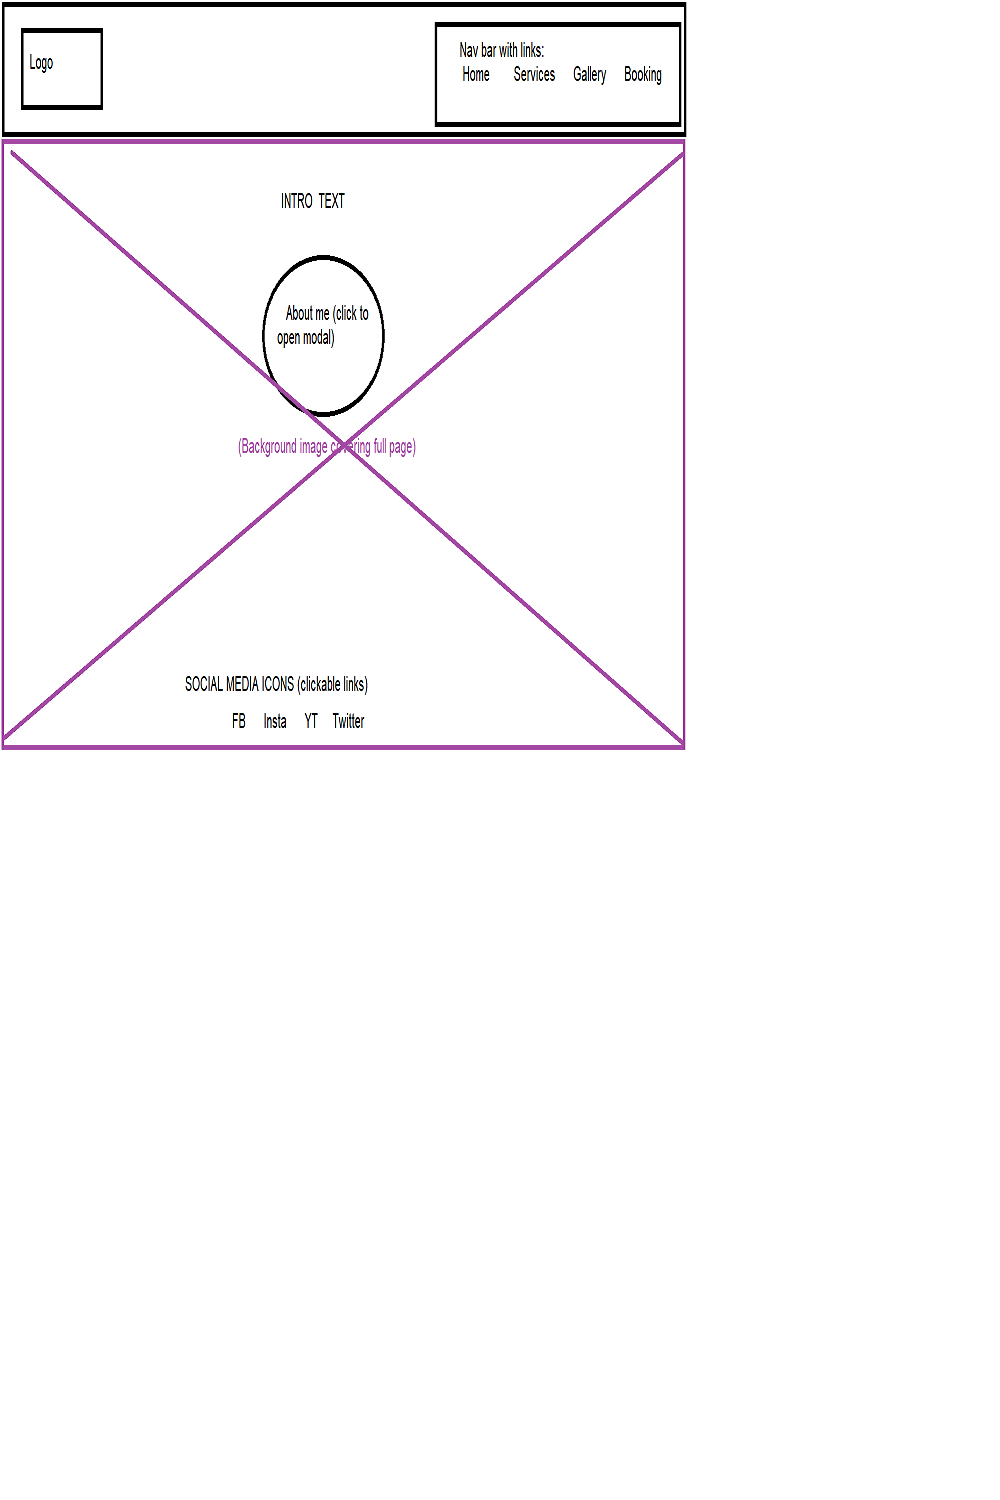 Logo
Nav bar with links:
Home Services Gallery Booking
INTRO TEXT
About me (click to
open modal)
(Background image covering full page)
SOCIAL MEDIA ICONS (clickable links)
FB Insta YT Twitter